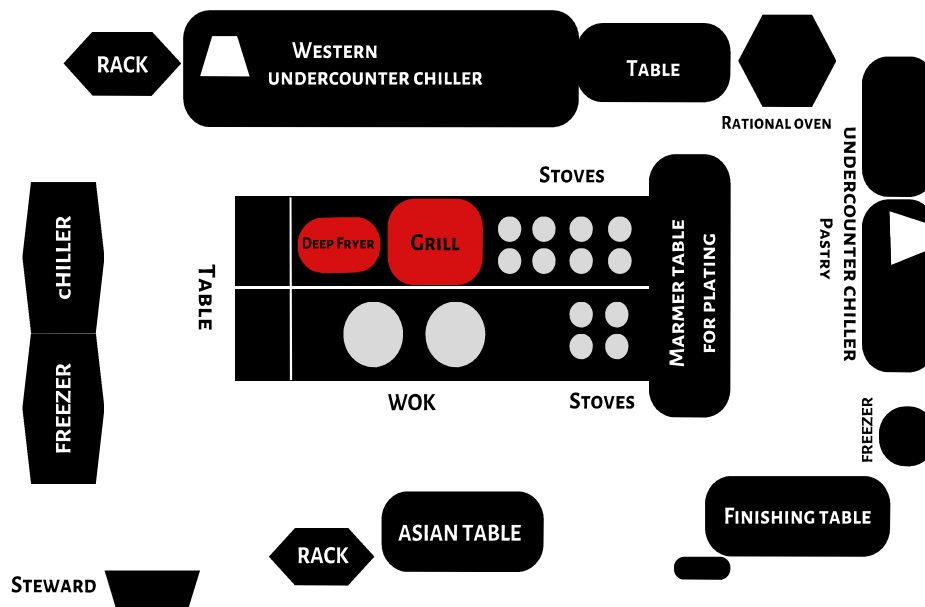 RACK
Western
undercounter chiller
Table
Rational oven
Stoves
undercounter chiller
Pastry
cHILLER
Table
Deep Fryer
Grill
Marmer table
for plating
FREEZER
WOK
Stoves
FREEZER
ASIAN TABLE
Finishing table
RACK
Steward